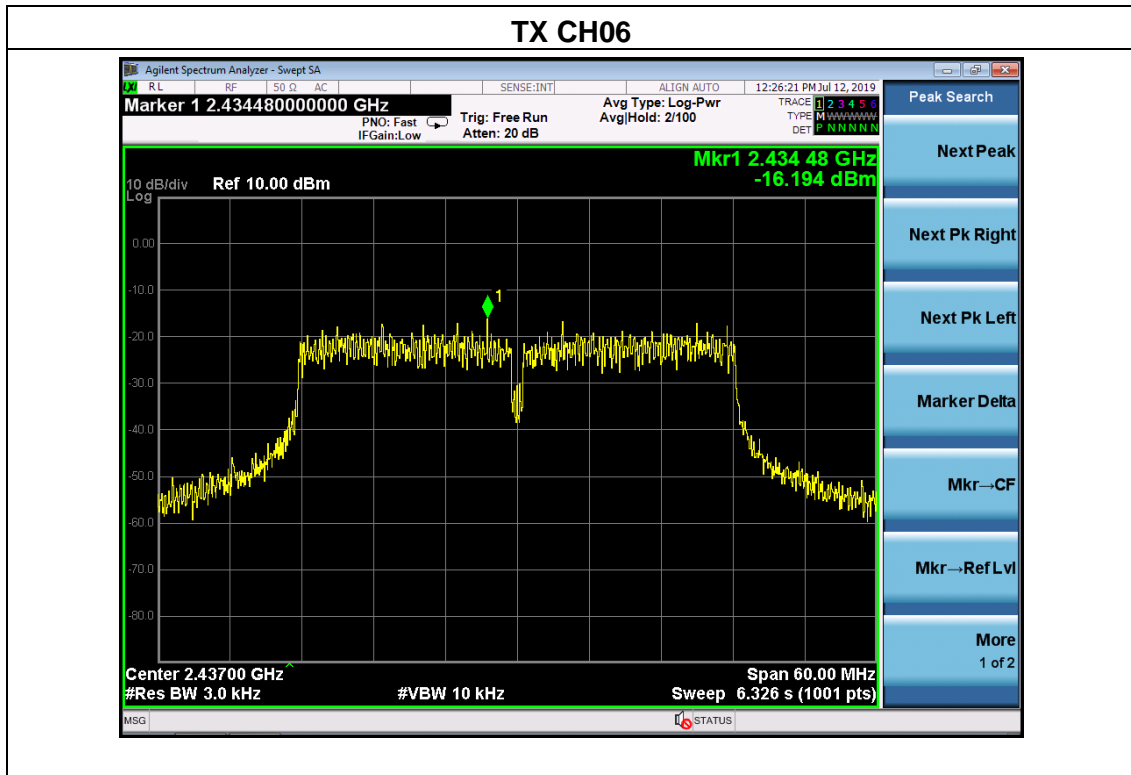 TX CH06
Agilent Spectrum Analyzer - Swept SA
LXI RL RF 50 Ω AC SENSE:INT ALIGN AUTO 12:26:21 PM Jul 12, 2019
Marker 1 2.434480000000 GHz
PNO: Fast
IFGain:Low
Trig: Free Run
Atten: 20 dB
Avg Type: Log-Pwr
Avg|Hold: 2/100
TRACE 1 2 3 4 5 6
TYPE M WWWWW
DET P N N N N N
Mkr1 2.434 48 GHz
-16.194 dBm
10 dB/div Ref 10.00 dBm
Log
0.00
-10.0
-20.0
-30.0
-40.0
-50.0
-60.0
-70.0
-80.0
1
Center 2.43700 GHz
Span 60.00 MHz
#Res BW 3.0 kHz
#VBW 10 kHz
Sweep 6.326 s (1001 pts)
MSG
STATUS
Peak Search
Next Peak
Next Pk Right
Next Pk Left
Marker Delta
Mkr→CF
Mkr→Ref Lvl
More
1 of 2